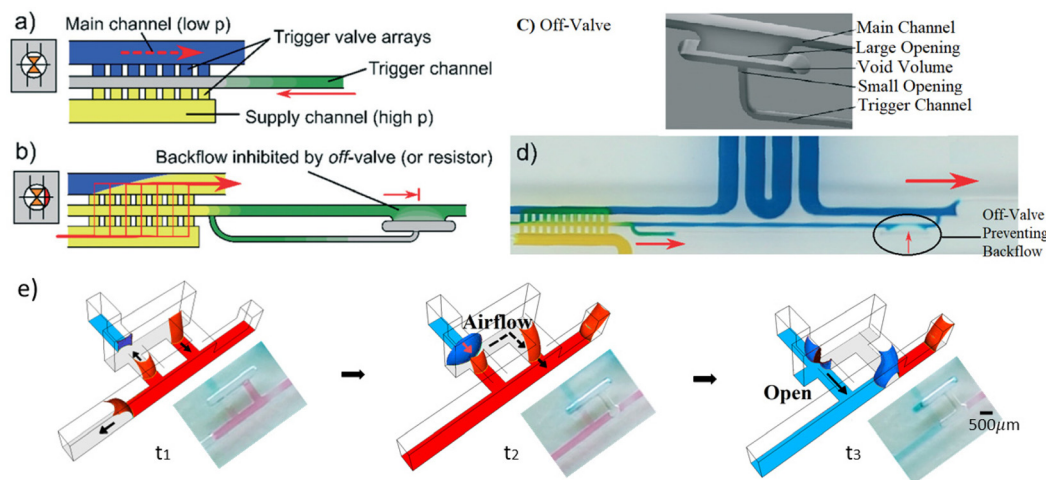 a)
Main channel (low p)
Trigger valve arrays
Trigger channel
Supply channel (high p)
b)
Backflow inhibited by off-valve (or resistor)
C) Off-Valve
Main Channel
Large Opening
Void Volume
Small Opening
Trigger Channel
d)
Off-Valve
Preventing
Backflow
e)
t1
Airflow
t2
Open
t3
500μm